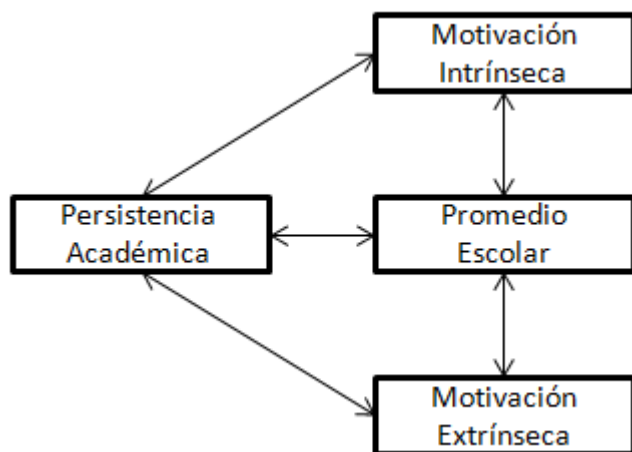 Motivación
Intrínseca
Persistencia
Académica
Promedio
Escolar
Motivación
Extrínseca